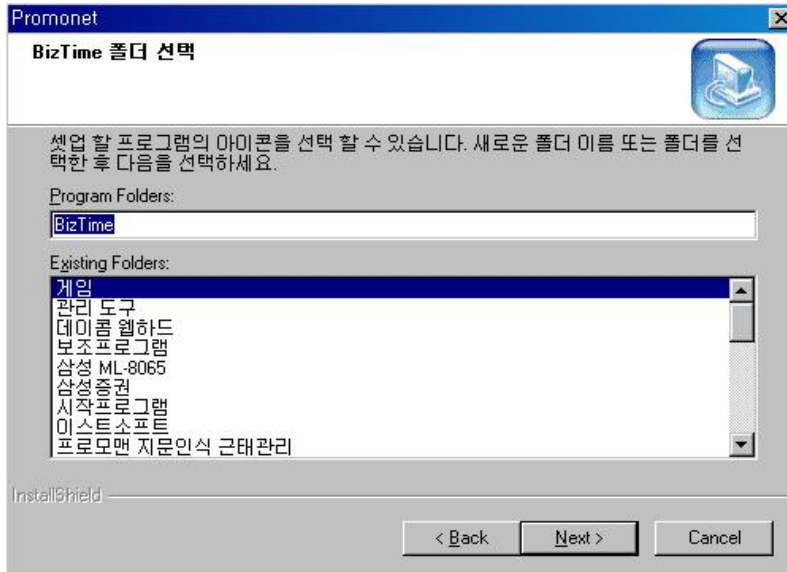 Promonet
BizTime 폴더 선택
셋업 할 프로그램의 아이콘을 선택 할 수 있습니다. 새로운 폴더 이름 또는 폴더를 선
택한 후 다음을 선택하세요.
Program Folders:
BizTime
Existing Folders:
게임
관리 도구
데이콤 웹하드
보조프로그램
삼성 ML-8065
삼성증권
시작프로그램
이스트소프트
프로모맨 지문인식 근태관리
InstallShield
< Back Next > Cancel